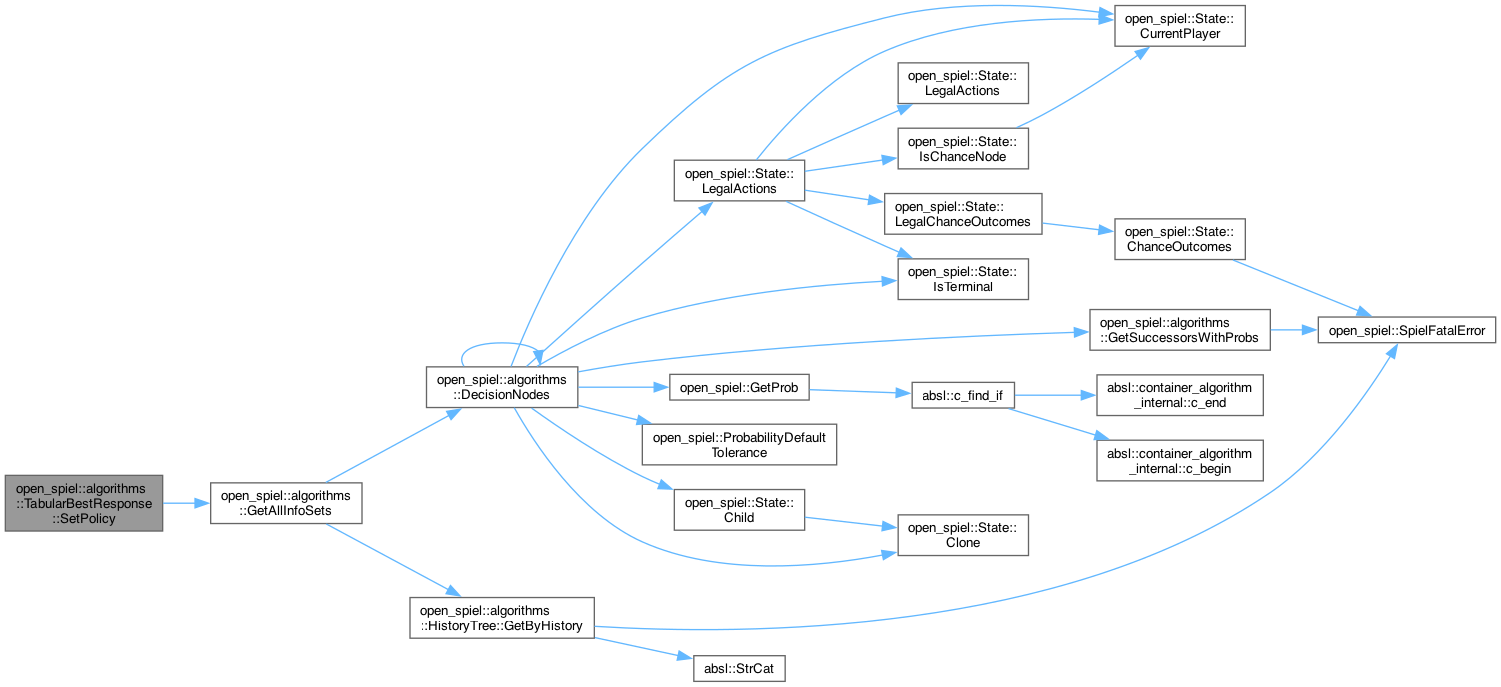 open_spiel::algorithms
::TabularBestResponse
::SetPolicy
open_spiel::algorithms
::GetAllInfoSets
open_spiel::algorithms
::DecisionNodes
open_spiel::State::
CurrentPlayer
open_spiel::State::
LegalActions
open_spiel::State::
LegalActions
open_spiel::State::
IsChanceNode
open_spiel::State::
LegalChanceOutcomes
open_spiel::State::
ChanceOutcomes
open_spiel::SpielFatalError
open_spiel::State::
IsTerminal
open_spiel::algorithms
::GetSuccessorsWithProbs
open_spiel::GetProb
absl::c_find_if
absl::container_algorithm
_internal::c_end
absl::container_algorithm
_internal::c_begin
open_spiel::ProbabilityDefault
Tolerance
open_spiel::State::
Child
open_spiel::State::
Clone
open_spiel::algorithms
::HistoryTree::GetByHistory
absl::StrCat